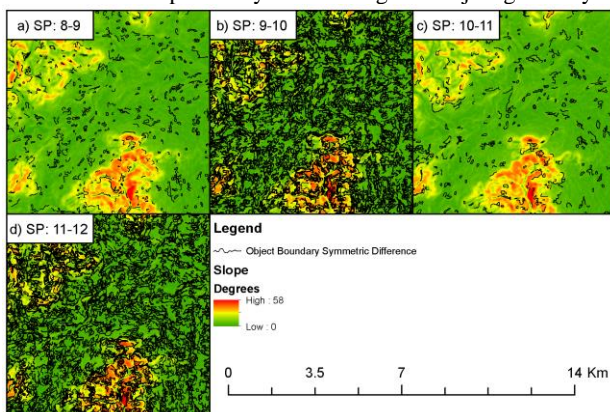 a) SP: 8-9
b) SP: 9-10
c) SP: 10-11
d) SP: 11-12
Legend
Object Boundary Symmetric Difference
Slope
Degrees
High : 58
Low : 0
0 3.5 7 14 Km